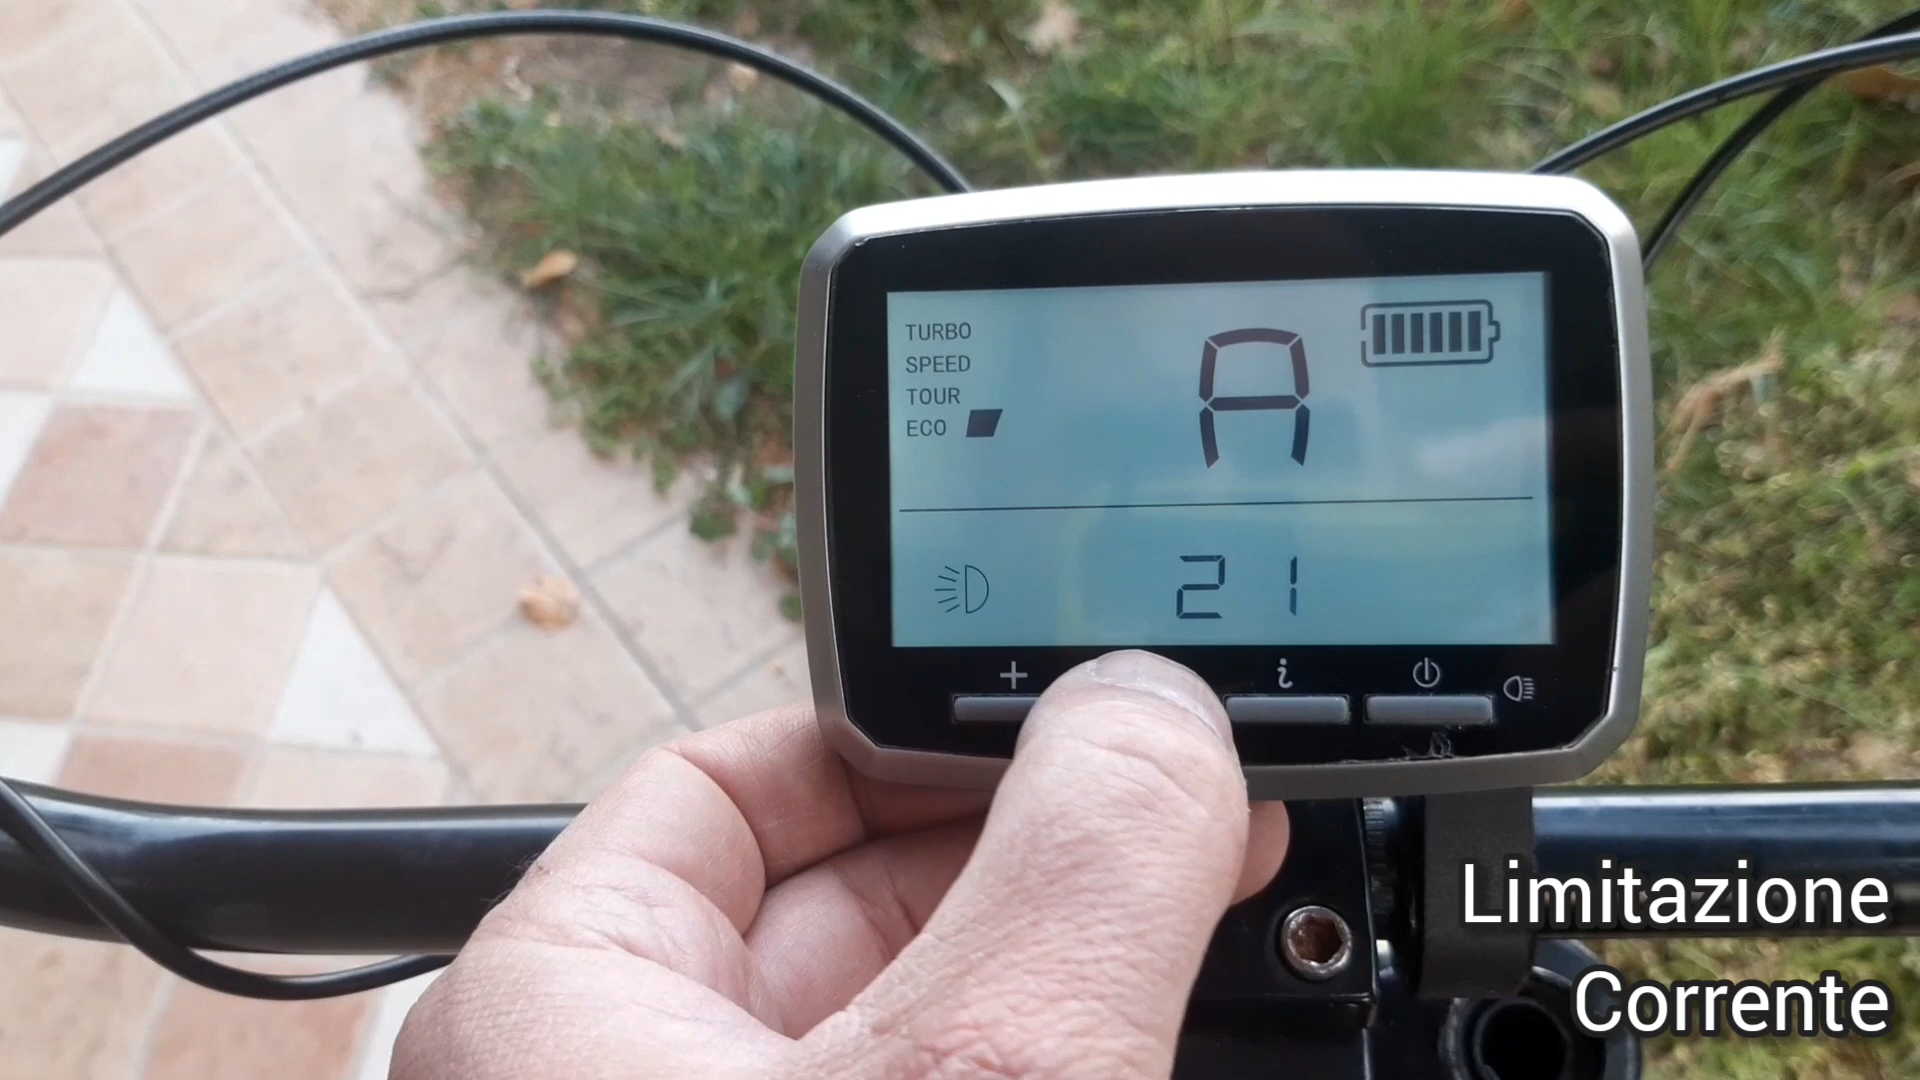 TURBO
SPEED
TOUR
ECO
A
21
+
i
Limitazione
Corrente